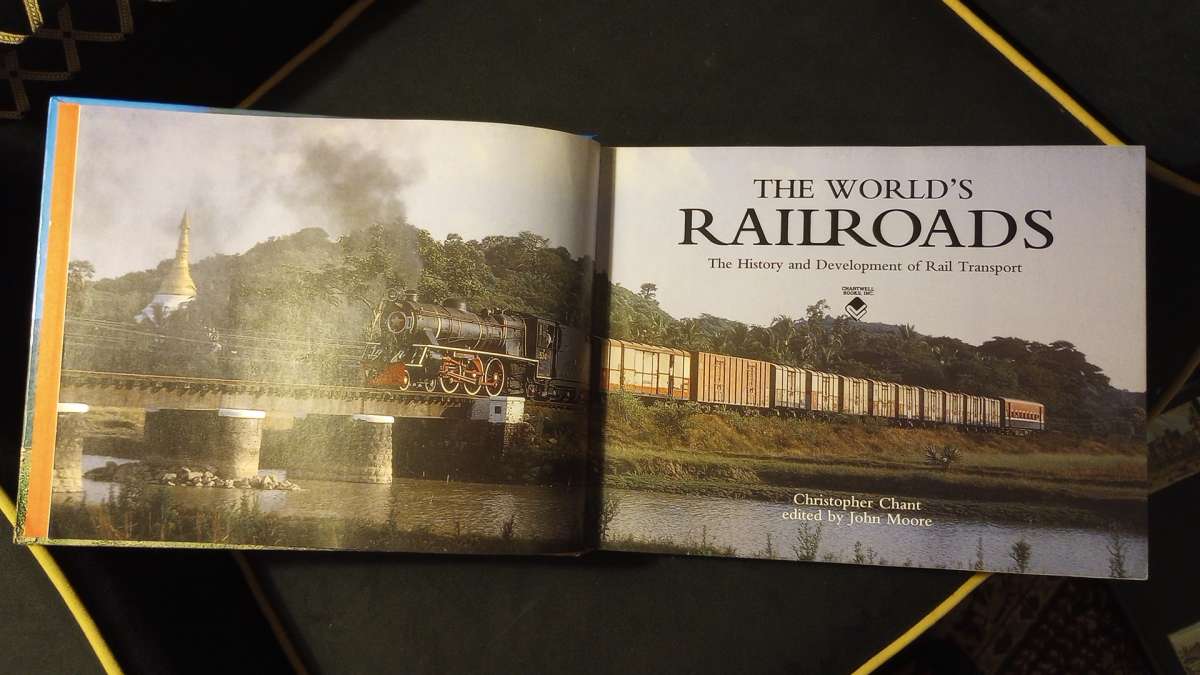 THE WORLD'S
RAILROADS
The History and Development of Rail Transport
CHARTWELL
BOOKS, INC.
Christopher Chant
edited by John Moore